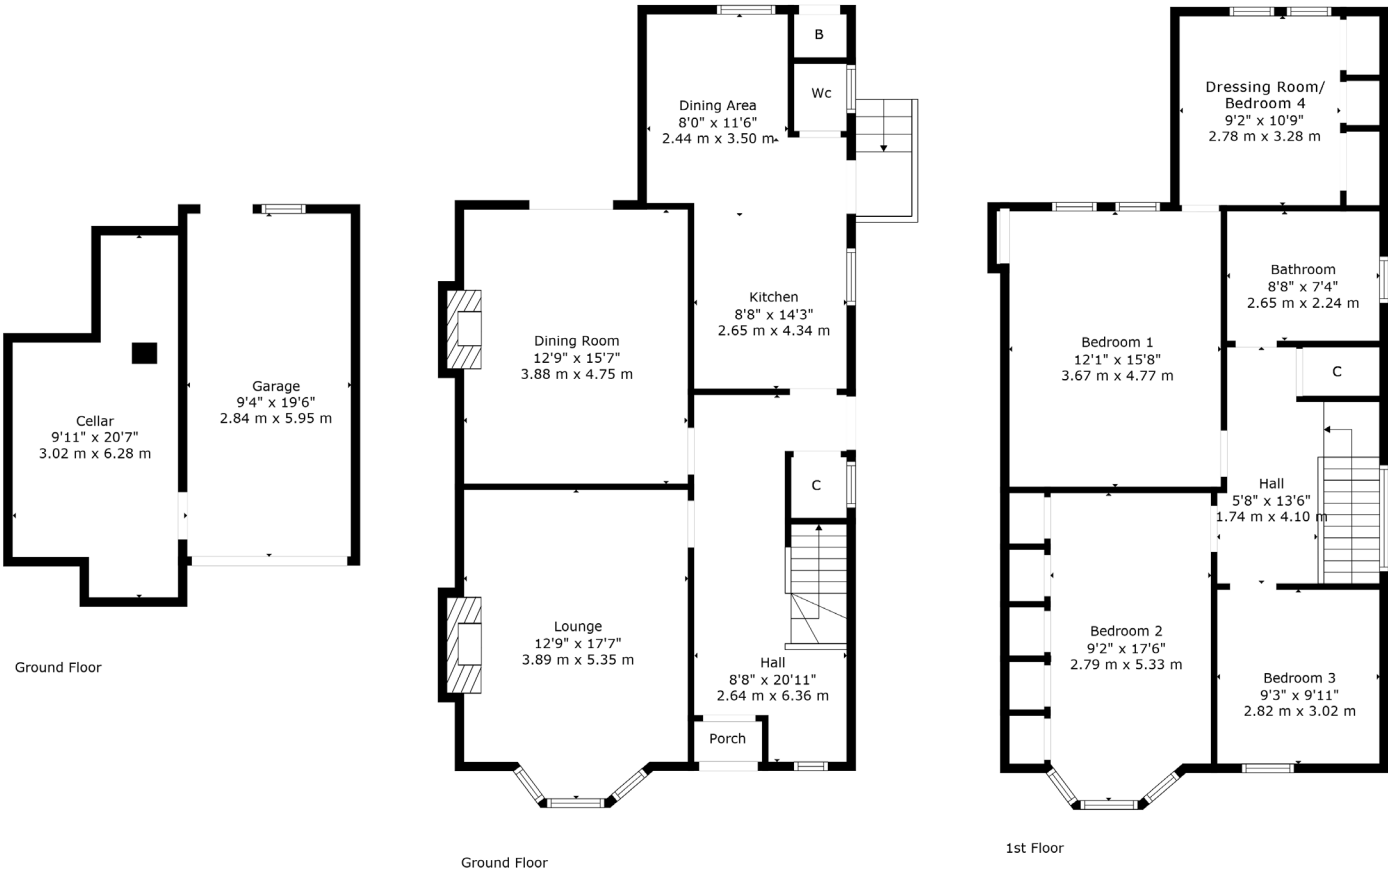 Cellar
9'11" x 20'7"
3.02 m x 6.28 m
Garage
9'4" x 19'6"
2.84 m x 5.95 m
Ground Floor
Dining Area
8'0" x 11'6"
2.44 m x 3.50 m
B
Wc
Kitchen
8'8" x 14'3"
2.65 m x 4.34 m
Dining Room
12'9" x 15'7"
3.88 m x 4.75 m
C
Lounge
12'9" x 17'7"
3.89 m x 5.35 m
Hall
8'8" x 20'11"
2.64 m x 6.36 m
Porch
Ground Floor
Dressing Room/
Bedroom 4
9'2" x 10'9"
2.78 m x 3.28 m
Bathroom
8'8" x 7'4"
2.65 m x 2.24 m
Bedroom 1
12'1" x 15'8"
3.67 m x 4.77 m
C
Hall
5'8" x 13'6"
1.74 m x 4.10 m
Bedroom 2
9'2" x 17'6"
2.79 m x 5.33 m
Bedroom 3
9'3" x 9'11"
2.82 m x 3.02 m
1st Floor